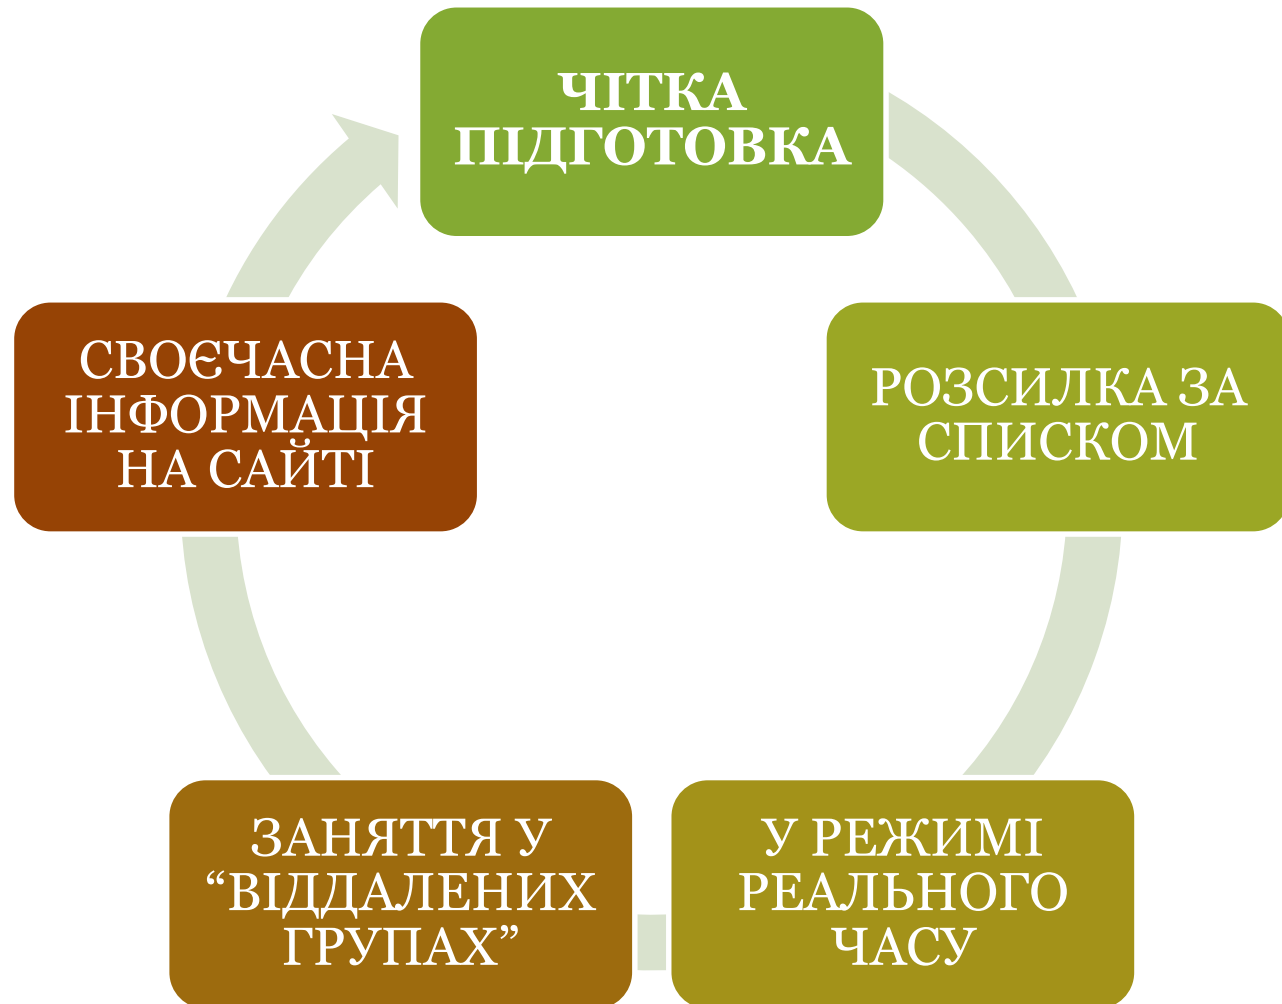 ЧІТКА
ПІДГОТОВКА
РОЗСИЛКА ЗА
СПИСКОМ
У РЕЖИМІ
РЕАЛЬНОГО
ЧАСУ
ЗАНЯТТЯ У
“ВІДДАЛЕНИХ
ГРУПАХ”
СВОЄЧАСНА
ІНФОРМАЦІЯ
НА САЙТІ